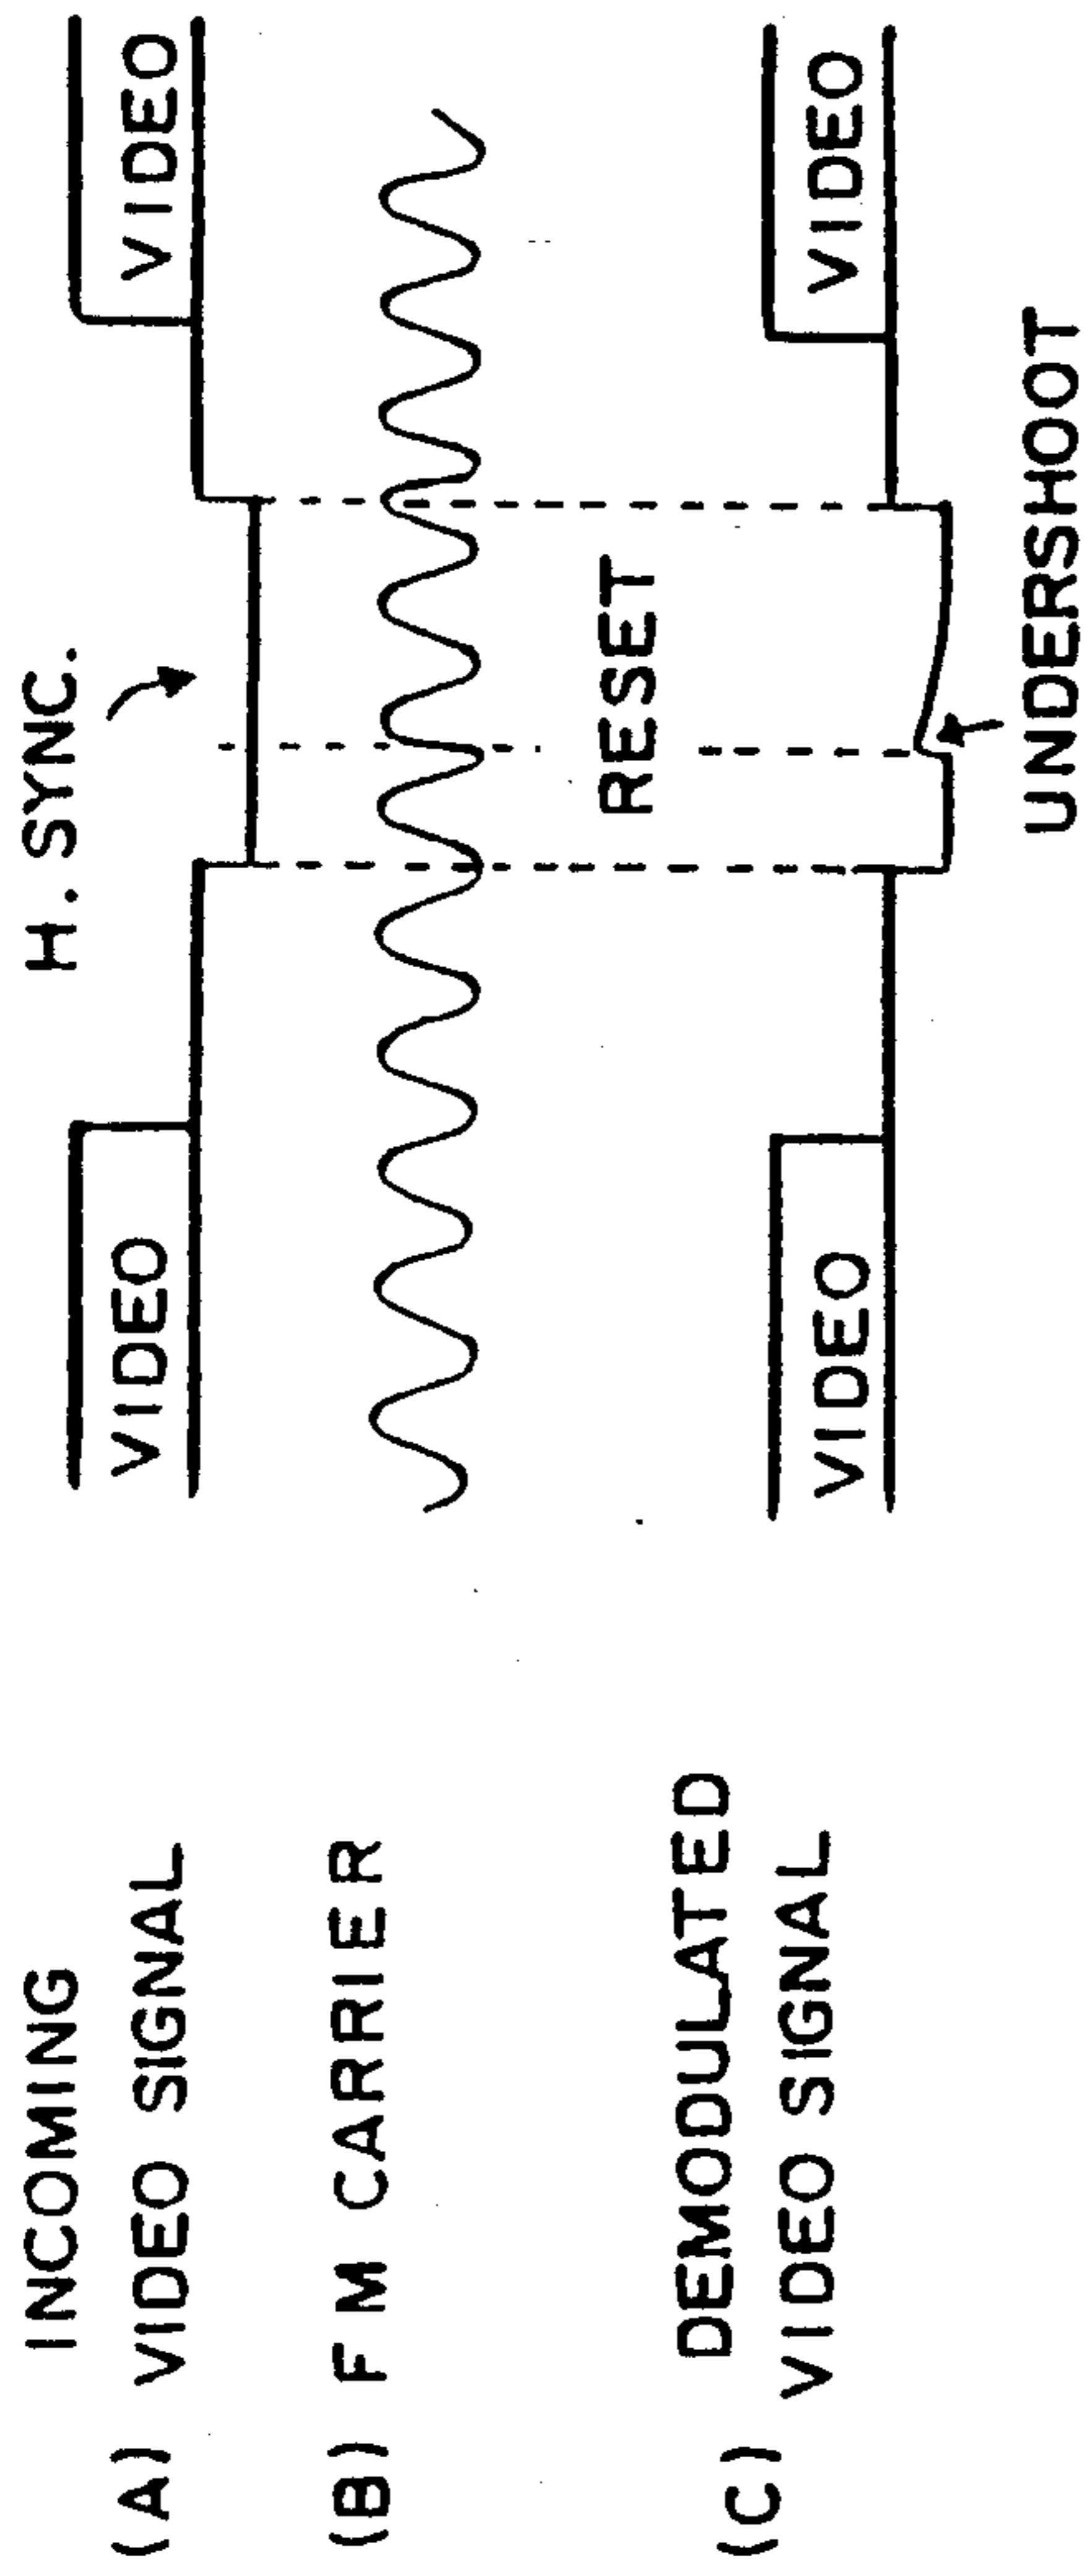 (A) INCOMING
VIDEO SIGNAL
VIDEO
H. SYNC.
VIDEO
(B) FM CARRIER
RESET
(C) DEMODULATED
VIDEO SIGNAL
VIDEO
VIDEO
UNDERSHOOT